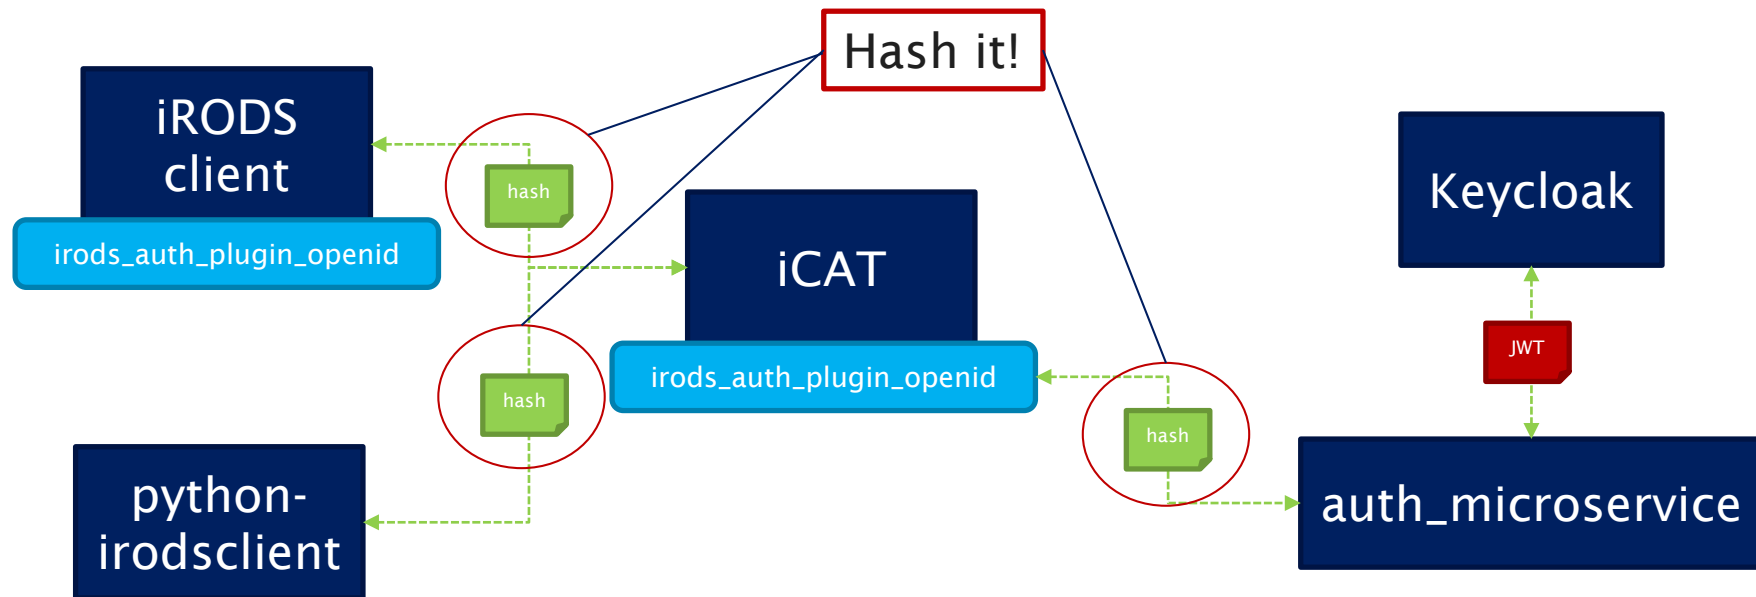 Hash it!
iRODS
client
irods_auth_plugin_openid
hash
iCAT
irods_auth_plugin_openid
hash
python-
irodsclient
hash
Keycloak
JWT
auth_microservice